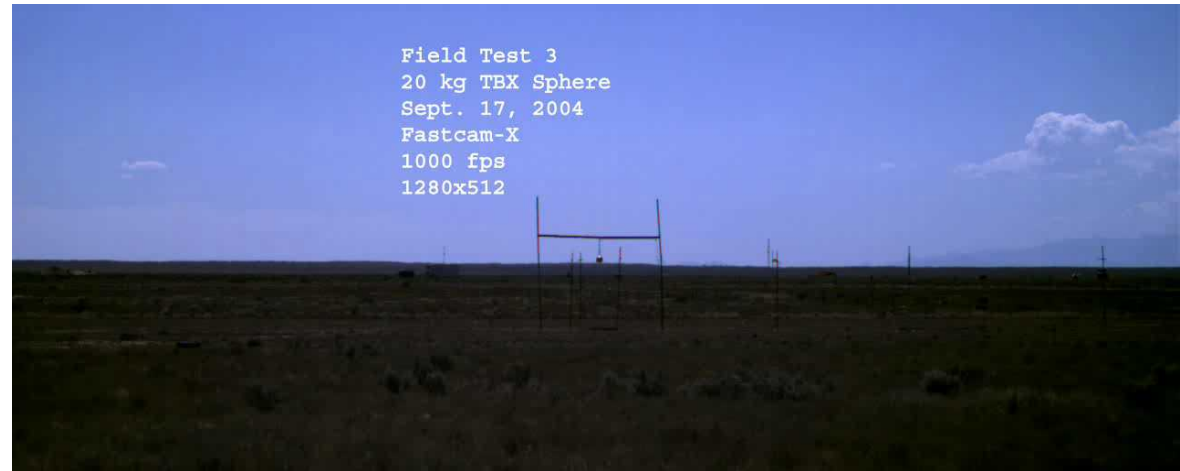 Field Test 3
20 kg TBX Sphere
Sept. 17, 2004
Fastcam-X
1000 fps
1280x512